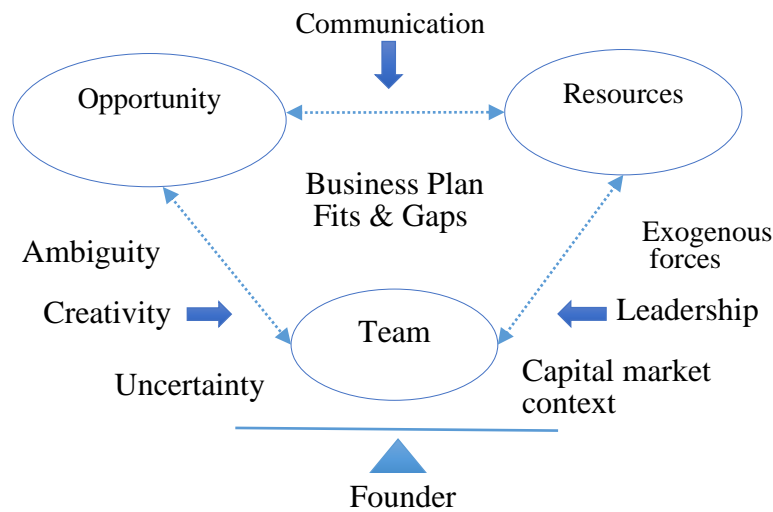 Communication
Opportunity
Resources
Business Plan
Fits & Gaps
Ambiguity
Exogenous
forces
Creativity
Leadership
Team
Uncertainty
Capital market
context
Founder